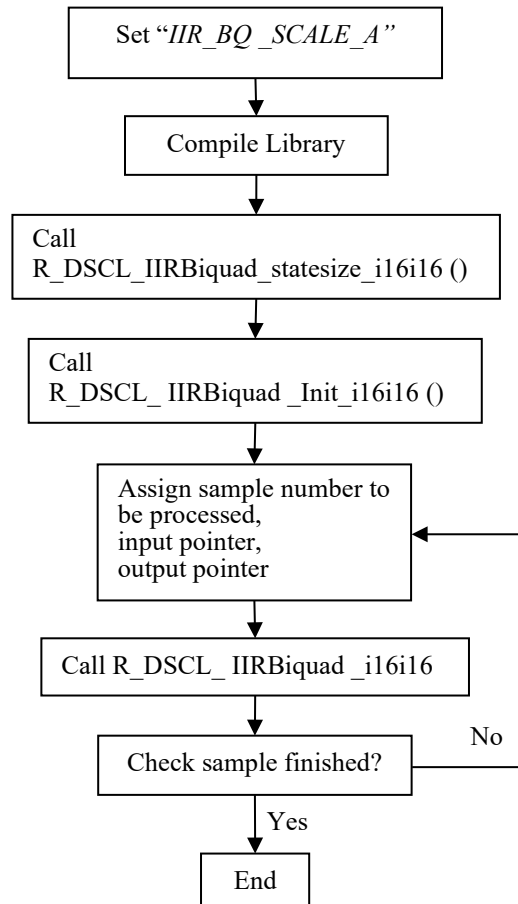 Set “IIR_BQ _SCALE_A”
Compile Library
Call
R_DSCL_IIRBiquad_statesize_i16i16 ()
Call
R_DSCL_ IIRBiquad _Init_i16i16 ()
Assign sample number to
be processed,
input pointer,
output pointer
Call R_DSCL_ IIRBiquad _i16i16
No
Check sample finished?
Yes
End